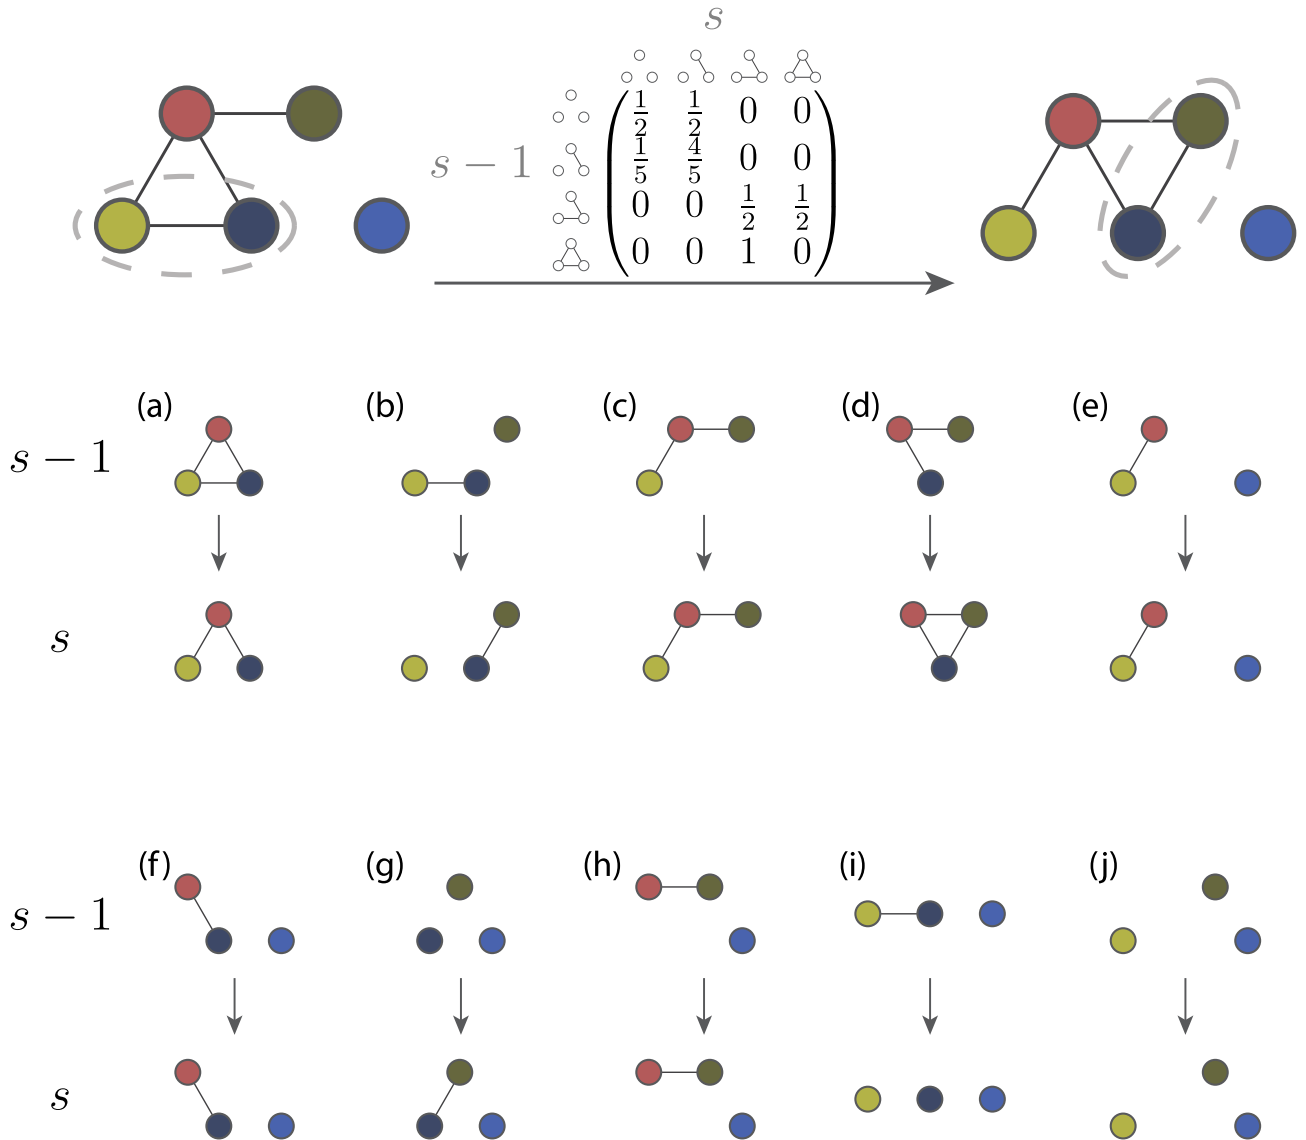 s
s − 1
1/2 1/2 0 0
1/5 4/5 0 0
0 0 1/2 1/2
0 0 1 0
(a) (b) (c) (d) (e)
s − 1
s
(f) (g) (h) (i) (j)
s − 1
s